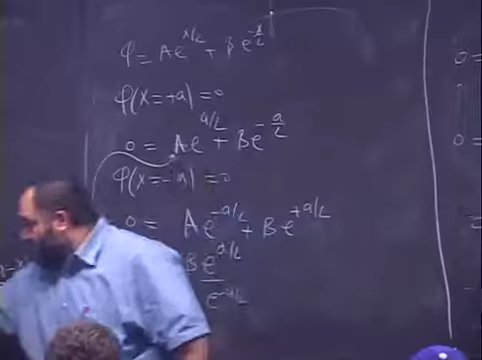 φ = Ae^{x/L} + Be^{-x/L}
φ(x=+a) = 0
0 = Ae^{a/L} + Be^{-a/L}
φ(x=-a) = 0
0 = Ae^{-a/L} + Be^{+a/L}
Be^{a/L}
e^{-a/L}
0 =
0 =